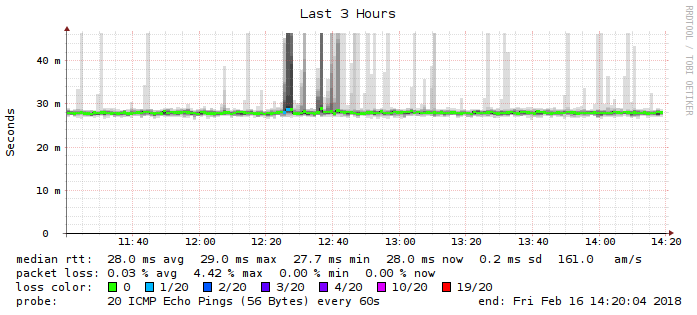 Last 3 Hours
RRDTOOL / TOBI OETIKER
Seconds
40 m
30 m
20 m
10 m
0
11:40 12:00 12:20 12:40 13:00 13:20 13:40 14:00 14:20
median rtt: 28.0 ms avg 29.0 ms max 27.7 ms min 28.0 ms now 0.2 ms sd 161.0 am/s
packet loss: 0.03 % avg 4.42 % max 0.00 % min 0.00 % now
loss color: 0 1/20 2/20 3/20 4/20 10/20 19/20
probe: 20 ICMP Echo Pings (56 Bytes) every 60s end: Fri Feb 16 14:20:04 2018